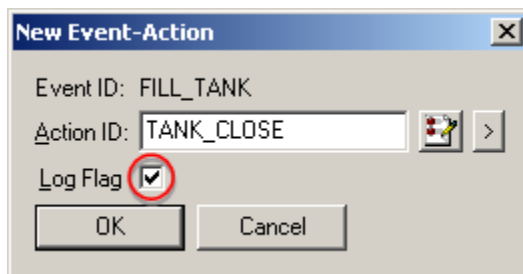 New Event-Action
Event ID: FILL_TANK
Action ID: TANK_CLOSE >
Log Flag
OK Cancel